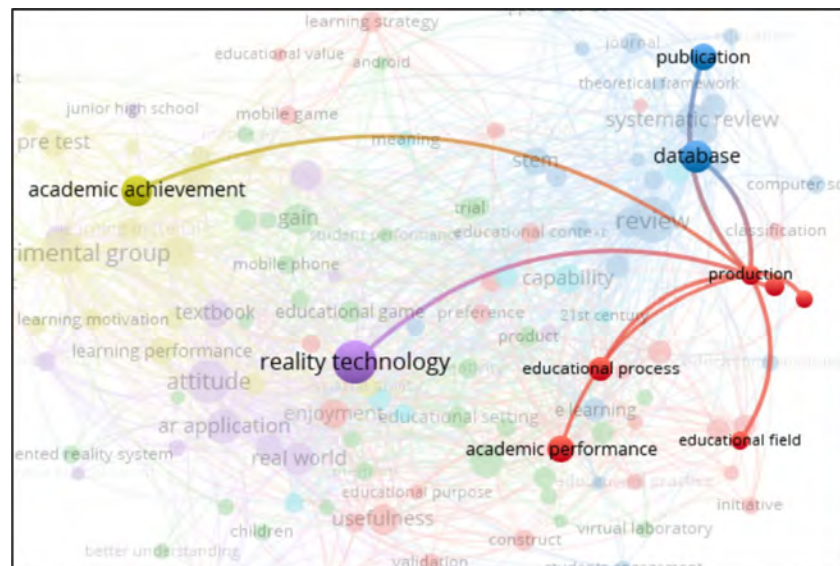 learning strategy
journal
educational value
publication
android
theoretical framework
junior high school
mobile game
systematic review
pre test
meaning
stem
database
academic achievement
computer sc
gain
trial
review
student performance
educational context
classification
rimental group
mobile phone
capability
production
textbook
educational game
preference
21st century
learning motivation
product
learning performance
reality technology
educational process
attitude
enjoyment
educational setting
e learning
ar application
academic performance
educational field
ented reality system
real world
educational purpose
initiative
usefulness
children
virtual laboratory
construct
better understanding
validation